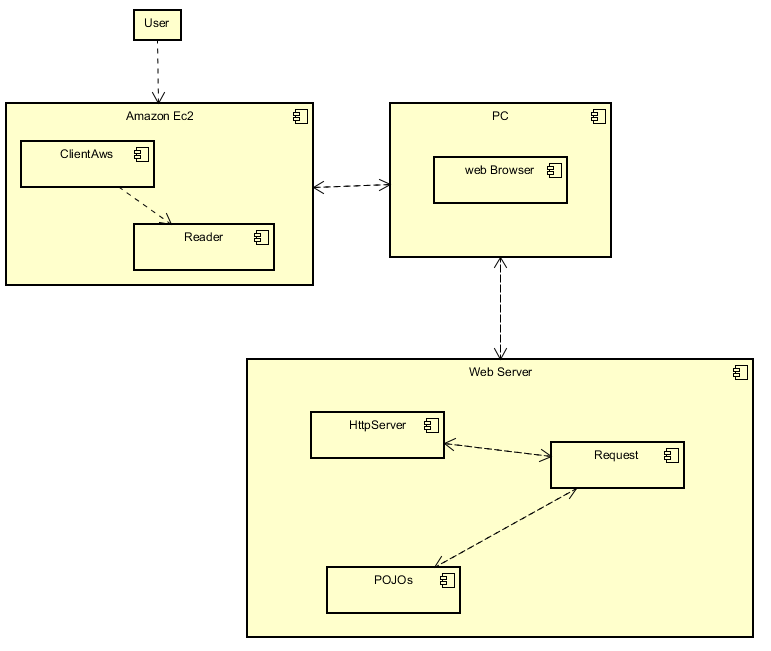 User
Amazon Ec2
ClientAws
Reader
PC
web Browser
Web Server
HttpServer
Request
POJOs